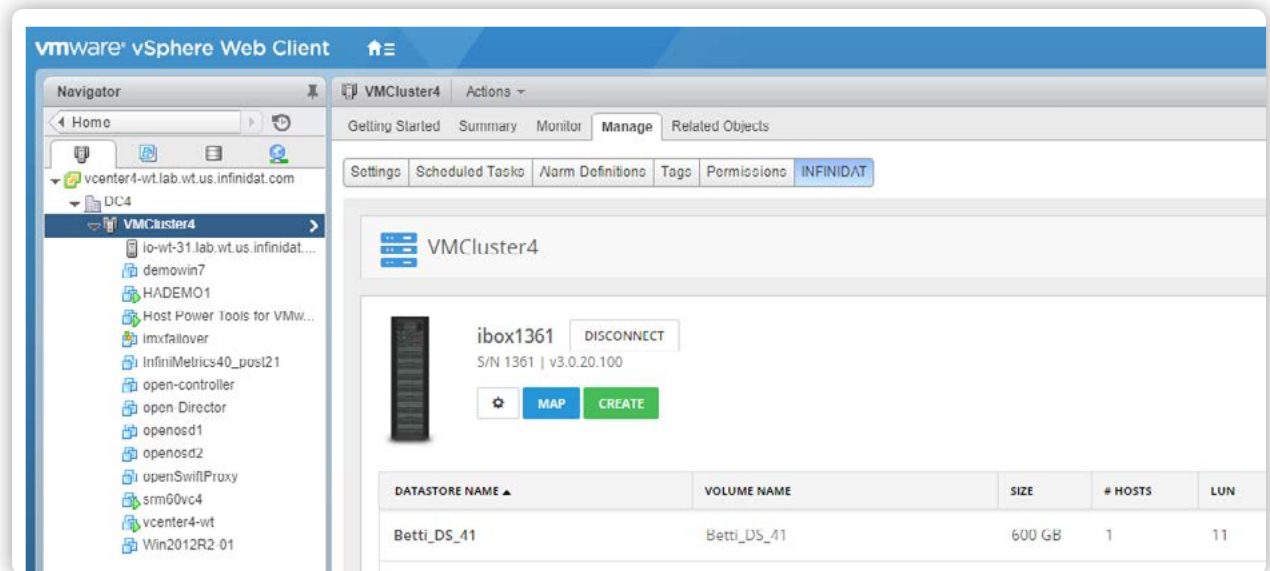 vmware® vSphere Web Client
Navigator
Home
vcenter4-wt.lab.wt.us.infinidat.com
DC4
VMCluster4
io-wt-31.lab.wt.us.infinidat....
demowin7
HADEMO1
Host Power Tools for VMw...
imxfailover
InfiniMetrics40_post21
open-controller
open-Director
openosd1
openosd2
openSwiftProxy
srm60vc4
vcenter4-wt
Win2012R2-01
VMCluster4 Actions
Getting Started Summary Monitor Manage Related Objects
Settings Scheduled Tasks Alarm Definitions Tags Permissions INFINIDAT
VMCluster4
ibox1361 DISCONNECT
S/N 1361 | v3.0.20.100
MAP CREATE
DATASTORE NAME VOLUME NAME SIZE # HOSTS LUN
Betti_DS_41 Betti_DS_41 600 GB 1 11